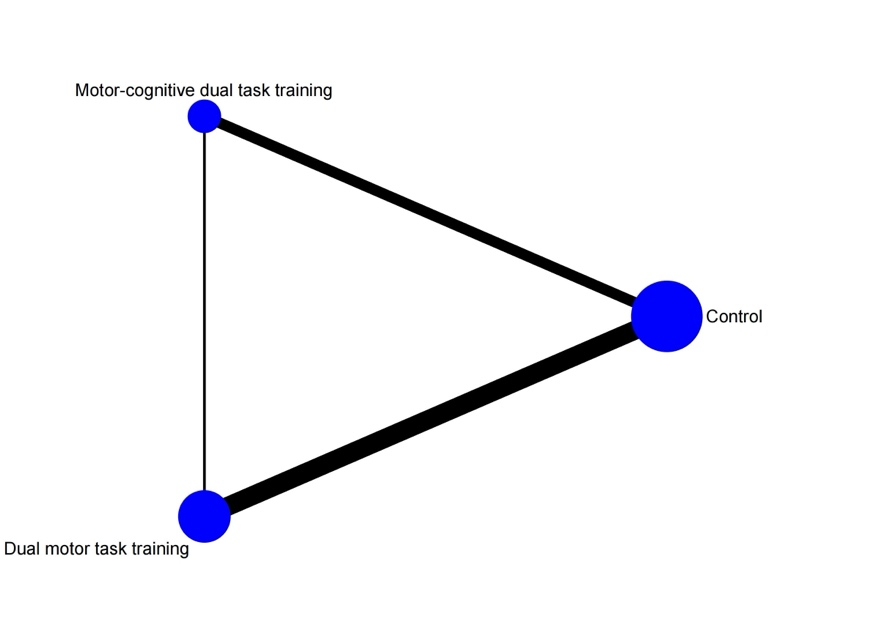 Motor-cognitive dual task training
Control
Dual motor task training